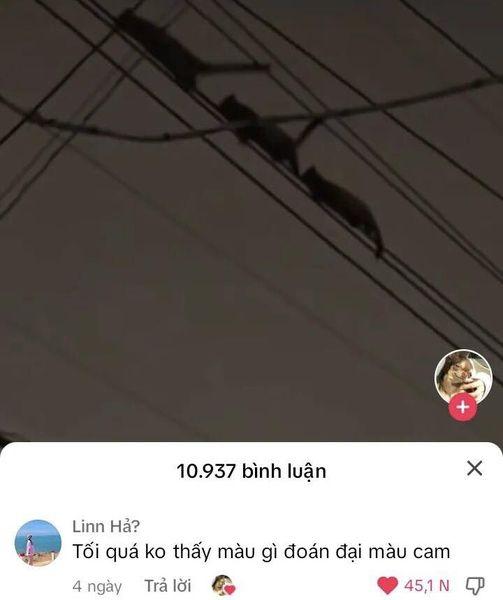 10.937 bình luận
Linn Hả?
Tối quá ko thấy màu gì đoán đại màu cam
4 ngày Trả lời 45,1 N